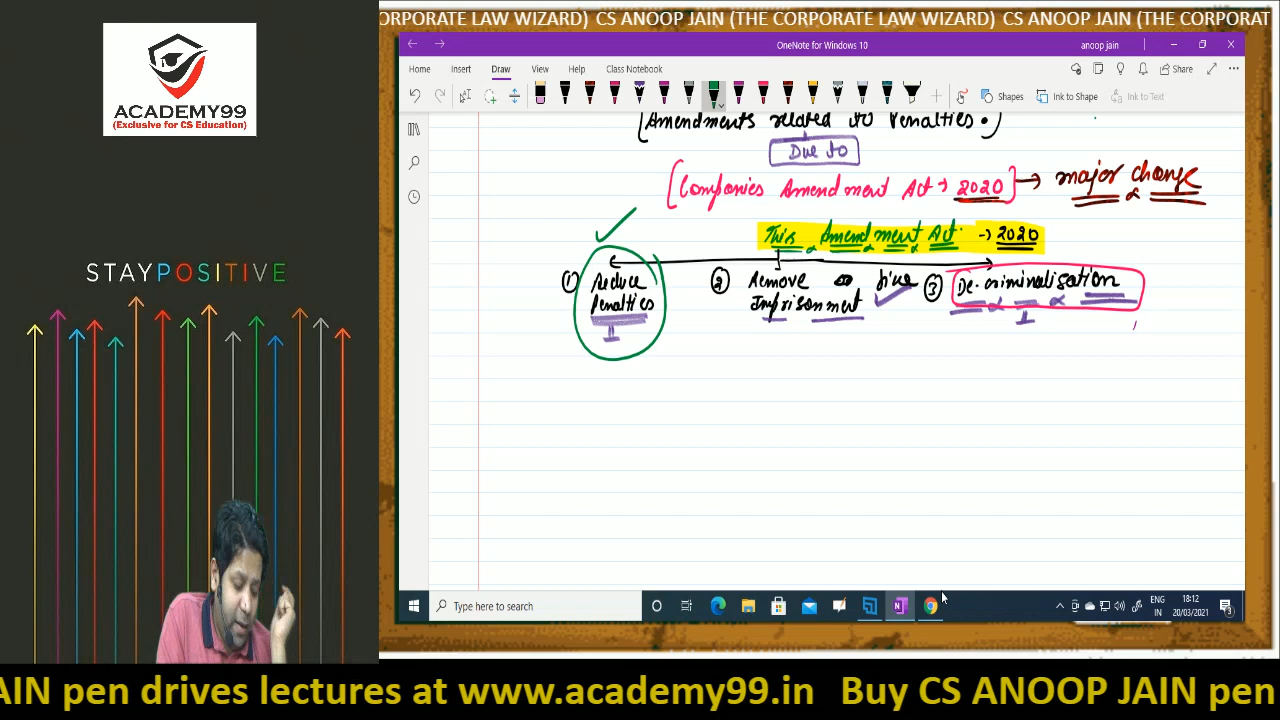 CORPORATE LAW WIZARD) CS ANOOP JAIN (THE CORPORATE LAW WIZARD) CS ANOOP JAIN (THE CORPORAT
ACADEMY99
(Exclusive for CS Education)
OneNote for Windows 10
anoop jain
Home Insert Draw View Help Class Notebook
Share
Shapes
Ink to Shape
Ink to Text
[Amendments related to Penalties.)
Due to
[Companies Amendment Act → 2020] → major change
This Amendment Act. → 2020
① Reduce Penalties
② Remove Imprisonment or fine
③ De-criminalisation
STAYPOSITIVE
Type here to search
ENG
IN
18:12
20/03/2021
3
AIN pen drives lectures at www.academy99.in Buy CS ANOOP JAIN pen